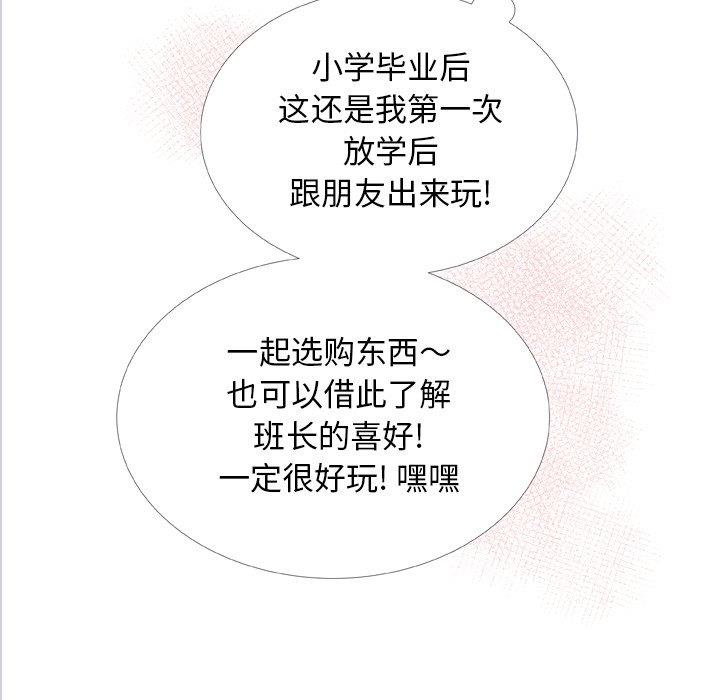 小学毕业后
这还是我第一次
放学后
跟朋友出来玩!
一起选购东西～
也可以借此了解
班长的喜好!
一定很好玩! 嘿嘿